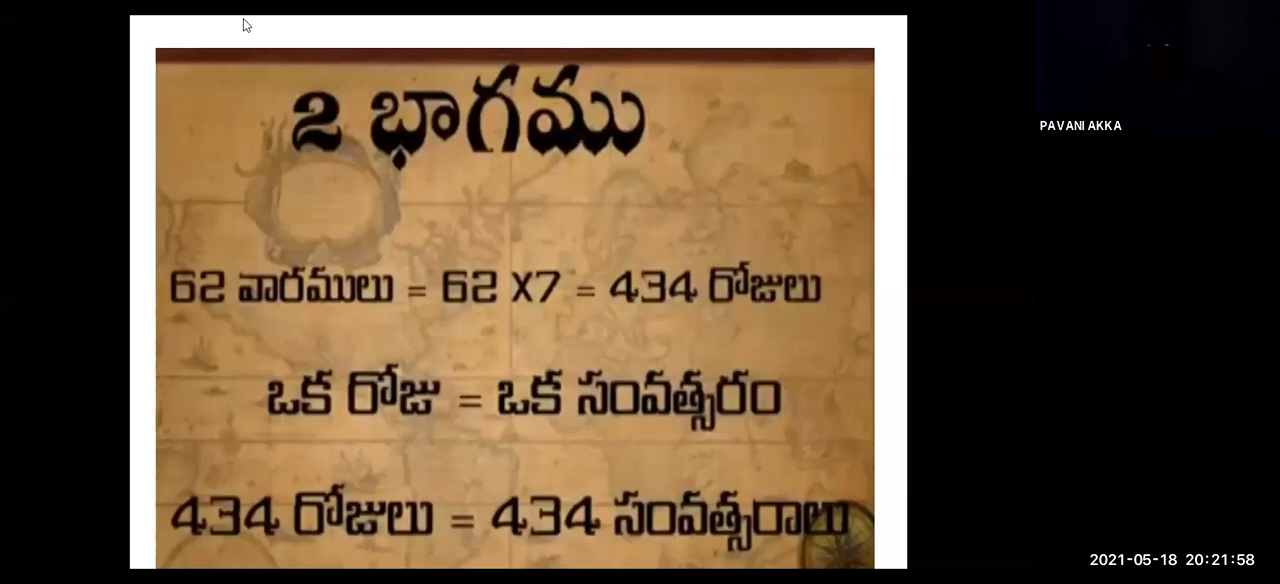 2 భాగము
PAVANI AKKA
62 వారములు = 62 X7 = 434 రోజులు
ఒక రోజు = ఒక సంవత్సరం
434 రోజులు = 434 సంవత్సరాలు
2021-05-18 20:21:58